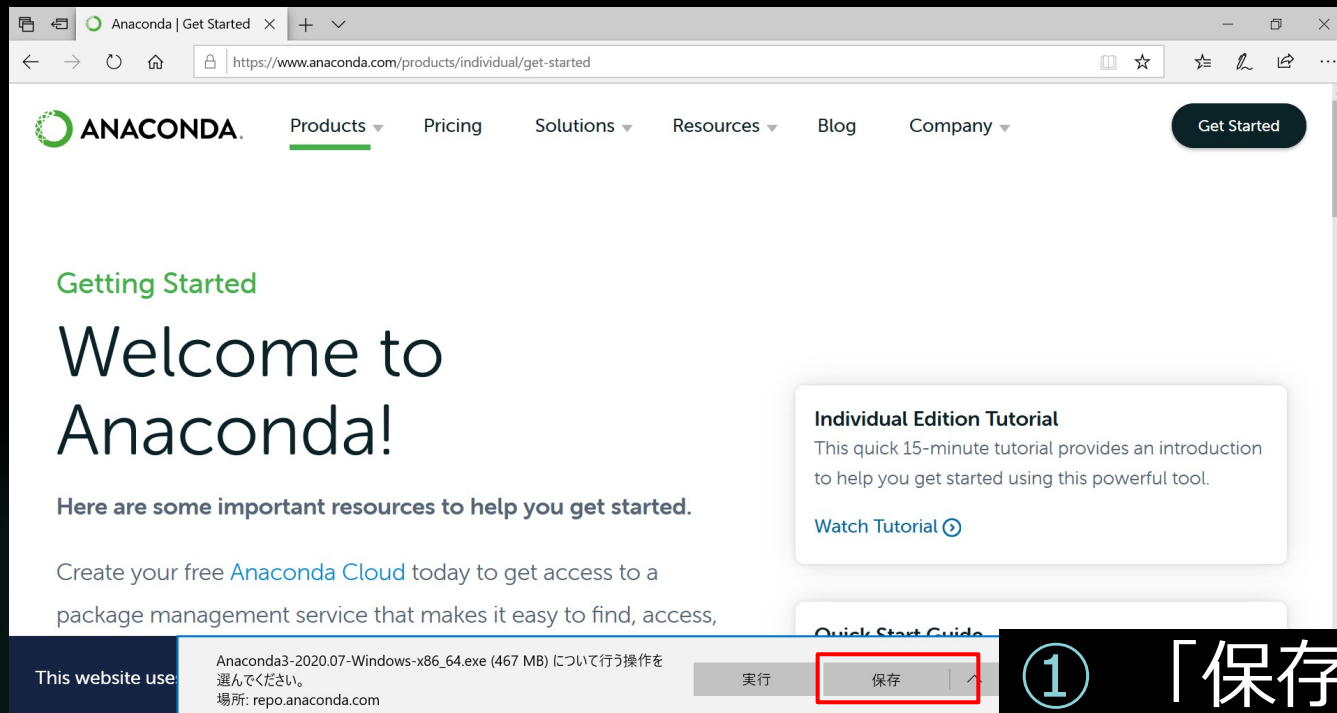 Anaconda | Get Started
https://www.anaconda.com/products/individual/get-started
ANACONDA.
Products
Pricing
Solutions
Resources
Blog
Company
Get Started
Getting Started
Welcome to
Anaconda!
Here are some important resources to help you get started.
Create your free Anaconda Cloud today to get access to a
package management service that makes it easy to find, access,
Individual Edition Tutorial
This quick 15-minute tutorial provides an introduction
to help you get started using this powerful tool.
Watch Tutorial
Quick Start Guide
This website use
Anaconda3-2020.07-Windows-x86_64.exe (467 MB) について行う操作を
選んでください。
場所: repo.anaconda.com
実行
保存
① 「保存